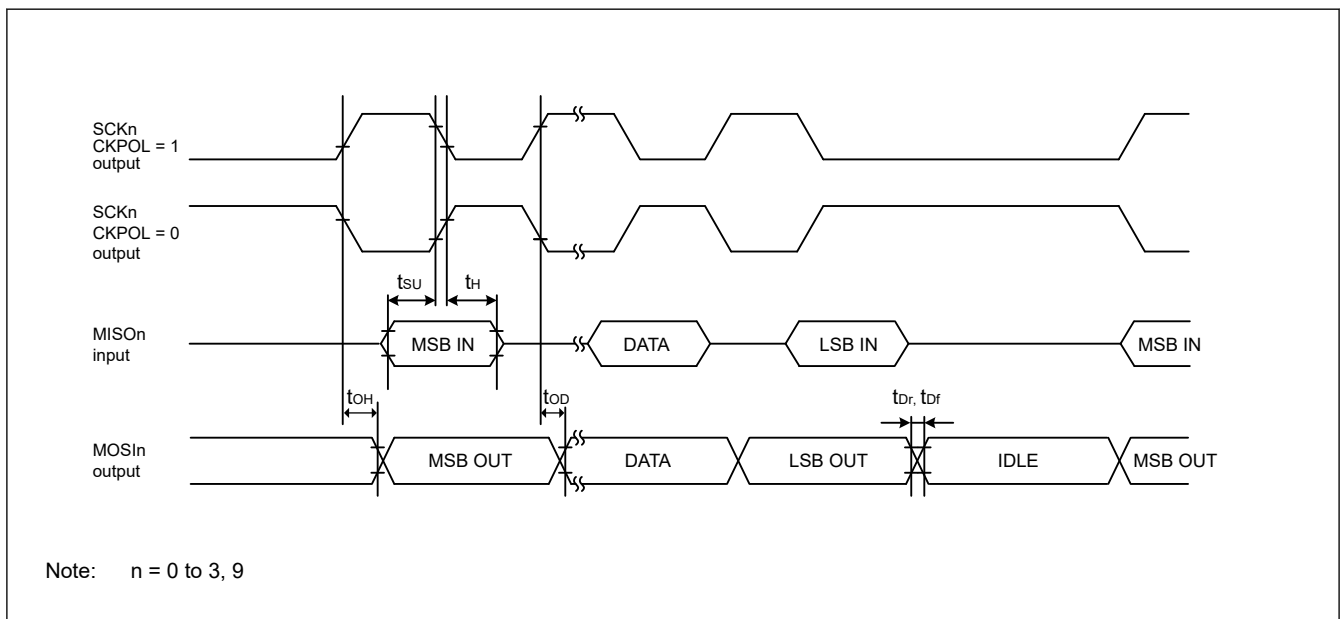 SCKn
CKPOL = 1
output
SCKn
CKPOL = 0
output
tSU
tH
MISOn
input
MSB IN
DATA
LSB IN
MSB IN
tOH
tOD
tDr, tDf
MOSIn
output
MSB OUT
DATA
LSB OUT
IDLE
MSB OUT
Note: n = 0 to 3, 9